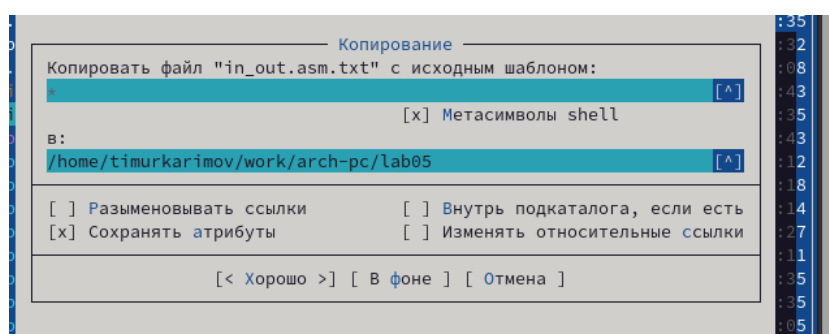 Копирование
Копировать файл "in_out.asm.txt" с исходным шаблоном:
* [^]
[x] Метасимволы shell
в:
/home/timurkarimov/work/arch-pc/lab05 [^]
[ ] Разыменовывать ссылки [ ] Внутрь подкаталога, если есть
[x] Сохранять атрибуты [ ] Изменять относительные ссылки
[< Хорошо >] [ В фоне ] [ Отмена ]
:35
:32
:08
:43
:35
:43
:12
:18
:14
:27
:11
:35
:35
:05